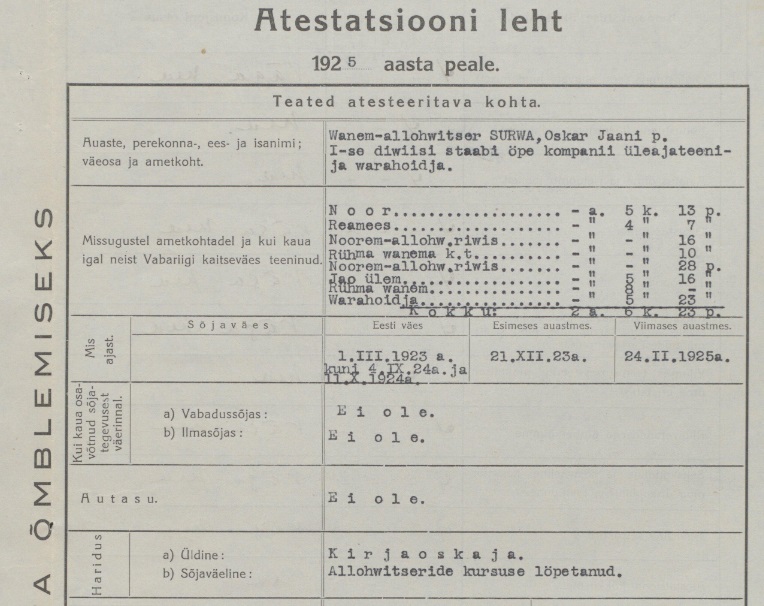 Atestatsiooni leht
1925 aasta peale.
Teated atesteeritava kohta.
Auaste, perekonna-, ees- ja isanimi;
väeosa ja ametkoht.
Wanem-allohwitser SURWA,Oskar Jaani p.
I-se diwiisi staabi õpe kompanii üleajateeni-
ja warahoidja.
Missugustel ametkohtadel ja kui kaua
igal neist Vabariigi kaitseväes teeninud.
Noor.................... - a. 5 k. 13 p.
Reamees................. - " 4 " 7 "
Noorem-allohw.riwis....... - " - " 16 "
Rühma wanema k.t.......... - " - " 10 "
Noorem-allohw.riwis....... - " - " 28 p.
Jao ülem.................. - " 5 " 16 "
Rühma wanem............... - " 8 " - "
Warahoidja................ - " 5 " 23 "
Kokku: 2 a. 6 k. 23 p.
Mis
ajast.
Sõjaväes
Eesti väes
Esimeses auastmes.
Viimases auastmes.
1.III.1923 a.
kuni 4.IX.24a.ja
11.X.1924a.
21.XII.23a.
24.II.1925a.
Kui kaua osa-
võtnud sõja-
tegevusest
väerinnal.
a) Vabadussõjas:
Ei ole.
b) Ilmasõjas:
Ei ole.
Autasu.
Ei ole.
Haridus
a) Üldine:
Kirjaoskaja.
b) Sõjaväeline:
Allohwitseride kursuse lõpetanud.
A ÕMBLEMISEKS